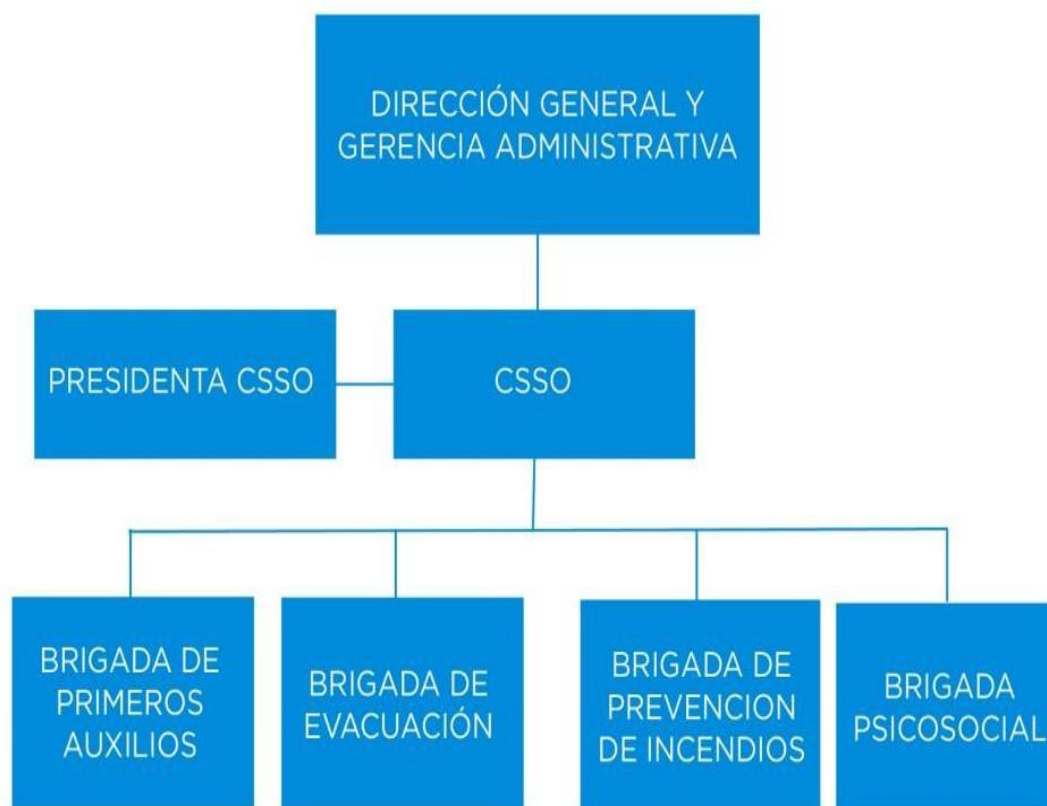 DIRECCIÓN GENERAL Y
GERENCIA ADMINISTRATIVA
PRESIDENTA CSSO
CSSO
BRIGADA DE
PRIMEROS
AUXILIOS
BRIGADA DE
EVACUACIÓN
BRIGADA DE
PREVENCION
DE INCENDIOS
BRIGADA
PSICOSOCIAL